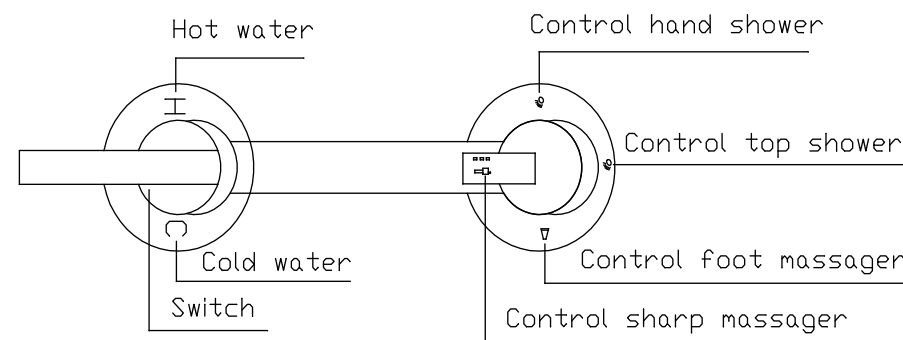 Hot water
Control hand shower
Control top shower
Cold water
Control foot massager
Switch
Control sharp massager